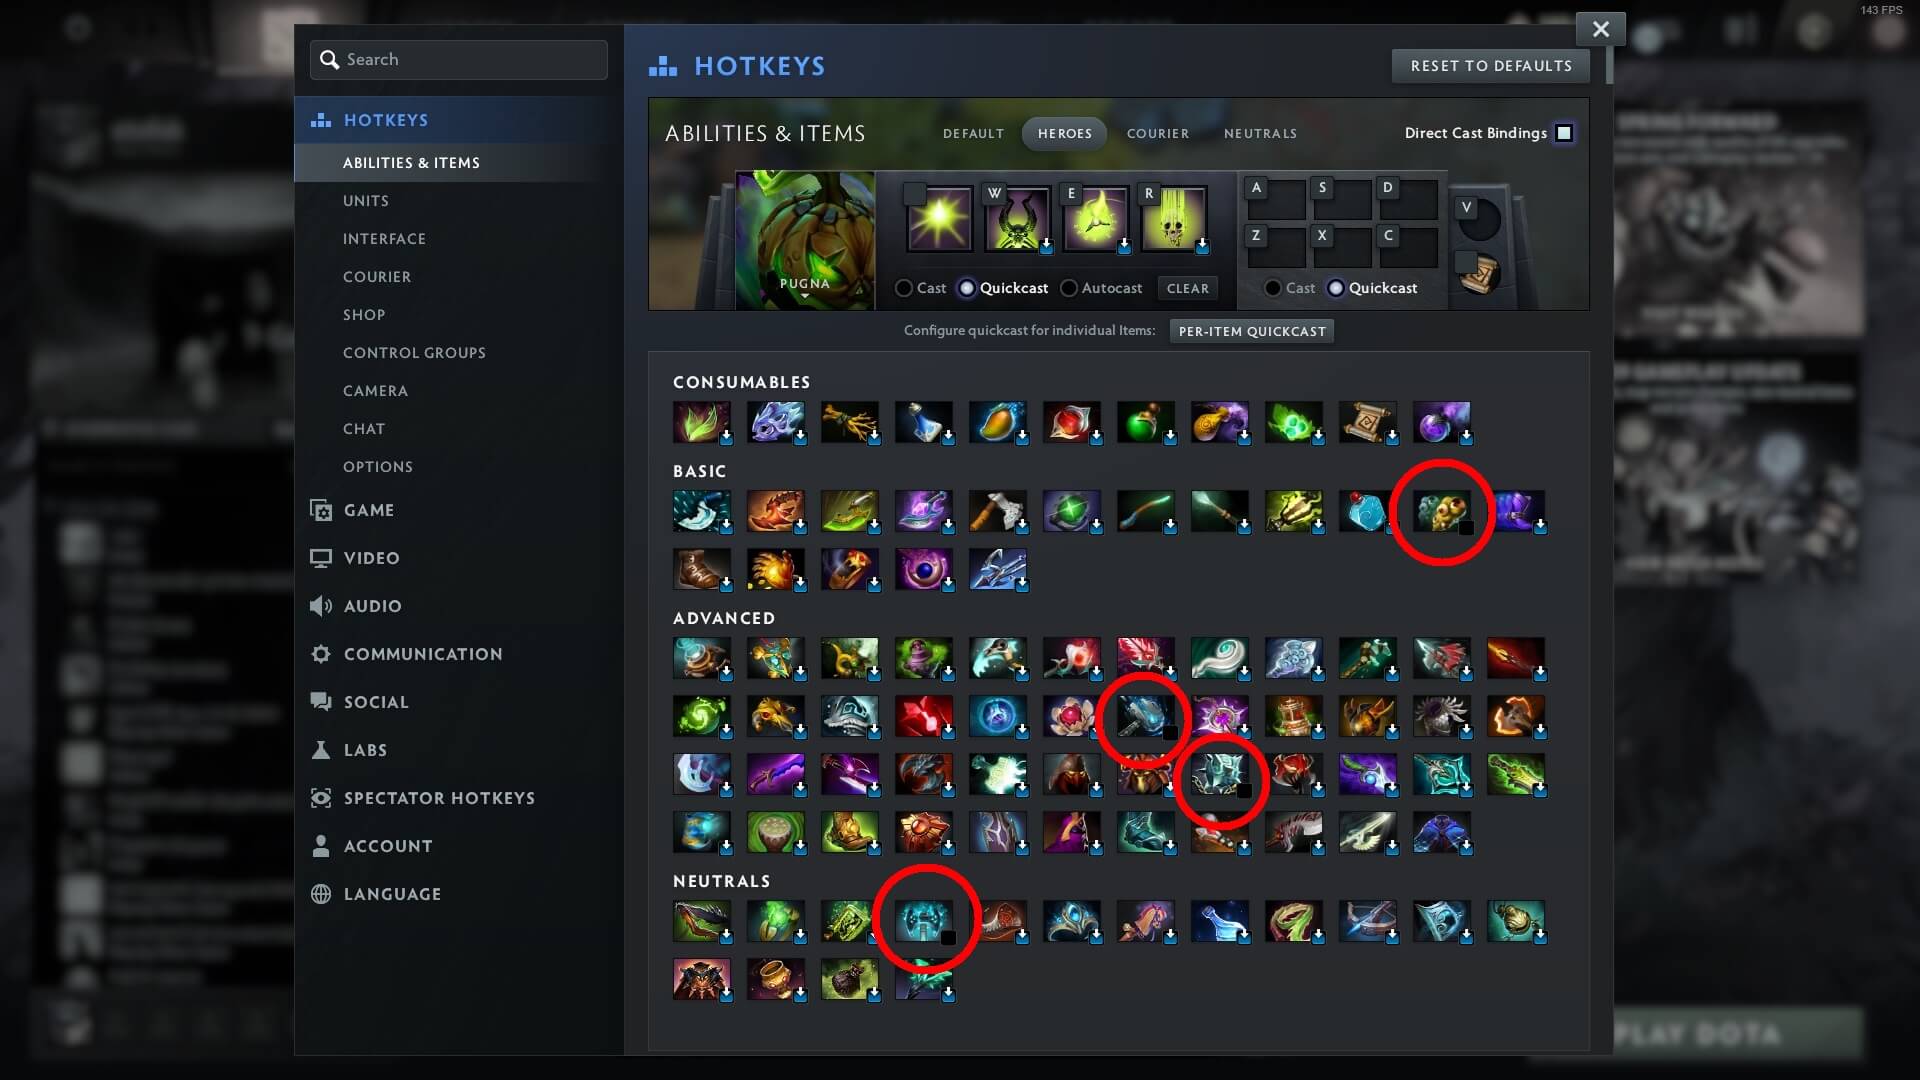 143 FPS
Search
HOTKEYS
ABILITIES & ITEMS
UNITS
INTERFACE
COURIER
SHOP
CONTROL GROUPS
CAMERA
CHAT
OPTIONS
GAME
VIDEO
AUDIO
COMMUNICATION
SOCIAL
LABS
SPECTATOR HOTKEYS
ACCOUNT
LANGUAGE
HOTKEYS
RESET TO DEFAULTS
ABILITIES & ITEMS
DEFAULT HEROES COURIER NEUTRALS
Direct Cast Bindings
PUGNA
W E R
A S D
Z X C
V
Cast Quickcast Autocast CLEAR
Cast Quickcast
Configure quickcast for individual Items: PER-ITEM QUICKCAST
CONSUMABLES
BASIC
ADVANCED
NEUTRALS
PLAY DOTA